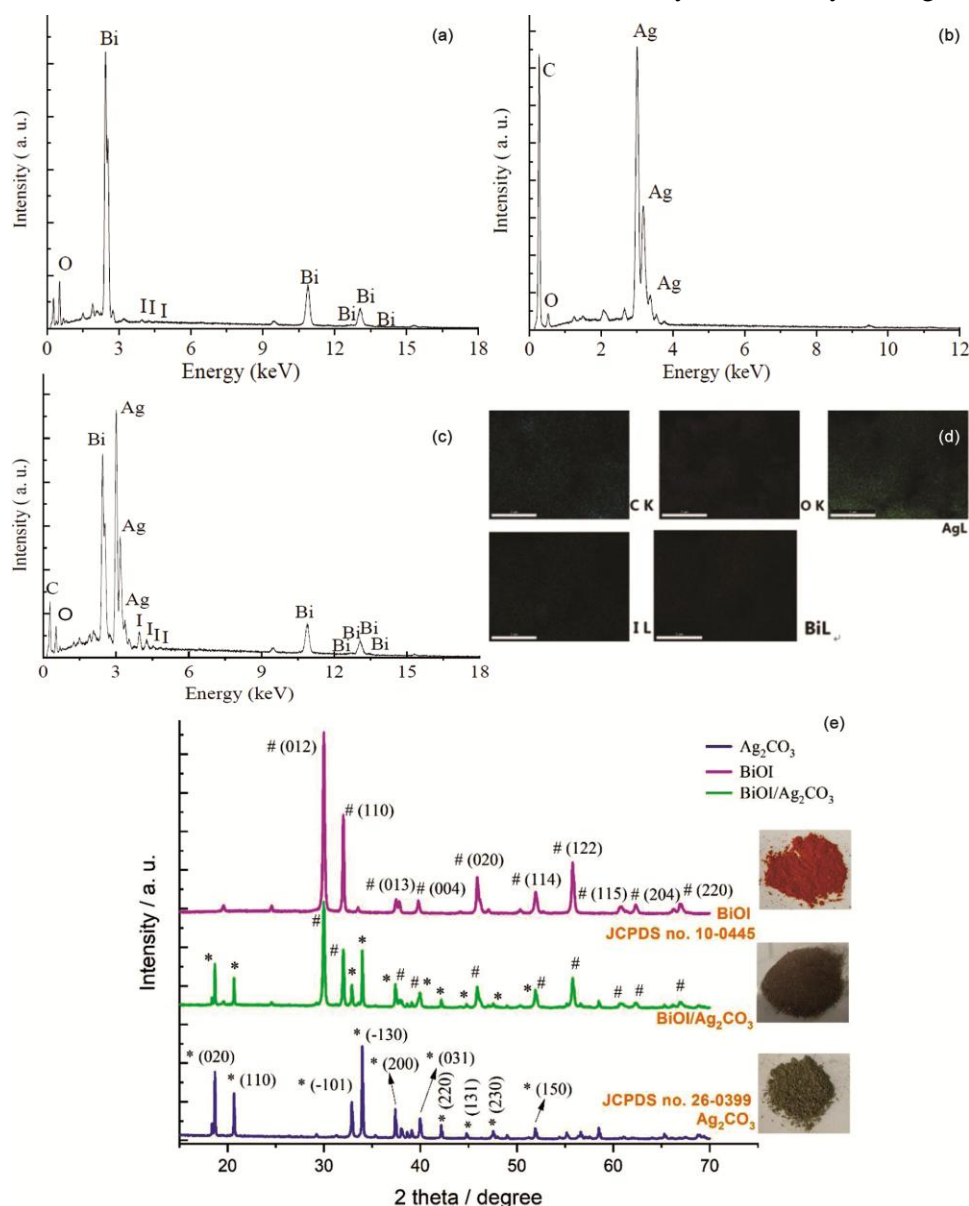 (a)
Bi
O
I I I
Bi
Bi
Bi
Bi
Intensity ( a. u. )
0 3 6 9 12 15 18
Energy (keV)
(b)
C
Ag
Ag
Ag
O
Intensity ( a. u. )
0 2 4 6 8 10 12
Energy (keV)
(c)
Ag
Bi
Ag
Ag
C
O
I
I
I I
Bi
Bi
Bi
Bi
Bi
Intensity ( a. u. )
0 3 6 9 12 15 18
Energy (keV)
(d)
C K
O K
AgL
I L
BiL
(e)
Ag2CO3
BiOI
BiOI/Ag2CO3
# (012)
# (110)
# (013)
# (004)
# (020)
# (114)
# (122)
# (115)
# (204)
# (220)
BiOI
JCPDS no. 10-0445
* * # # * * # # * * # * * * # # # # #
BiOI/Ag2CO3
* (020)
* (110)
* (-101)
* (-130)
* (200)
* (031)
* (220)
* (131)
* (230)
* (150)
JCPDS no. 26-0399
Ag2CO3
Intensity / a. u.
20 30 40 50 60 70
2 theta / degree